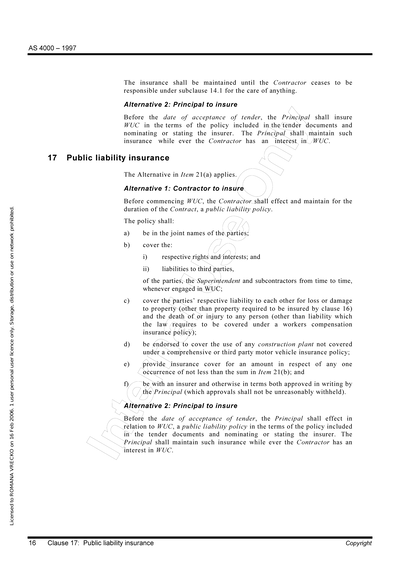 AS 4000 – 1997
The insurance shall be maintained until the Contractor ceases to be
responsible under subclause 14.1 for the care of anything.
Alternative 2: Principal to insure
Before the date of acceptance of tender, the Principal shall insure
WUC in the terms of the policy included in the tender documents and
nominating or stating the insurer. The Principal shall maintain such
insurance while ever the Contractor has an interest in WUC.
17 Public liability insurance
The Alternative in Item 21(a) applies.
Alternative 1: Contractor to insure
Before commencing WUC, the Contractor shall effect and maintain for the
duration of the Contract, a public liability policy.
The policy shall:
a) be in the joint names of the parties;
b) cover the:
i) respective rights and interests; and
ii) liabilities to third parties,
of the parties, the Superintendent and subcontractors from time to time,
whenever engaged in WUC;
c) cover the parties' respective liability to each other for loss or damage
to property (other than property required to be insured by clause 16)
and the death of or injury to any person (other than liability which
the law requires to be covered under a workers compensation
insurance policy);
d) be endorsed to cover the use of any construction plant not covered
under a comprehensive or third party motor vehicle insurance policy;
e) provide insurance cover for an amount in respect of any one
occurrence of not less than the sum in Item 21(b); and
f) be with an insurer and otherwise in terms both approved in writing by
the Principal (which approvals shall not be unreasonably withheld).
Alternative 2: Principal to insure
Before the date of acceptance of tender, the Principal shall effect in
relation to WUC, a public liability policy in the terms of the policy included
in the tender documents and nominating or stating the insurer. The
Principal shall maintain such insurance while ever the Contractor has an
interest in WUC.
16 Clause 17: Public liability insurance Copyright
Licensed to ROMANA VRECKO on 16 Feb 2006. 1 user personal user licence only. Storage, distribution or use on network prohibited.